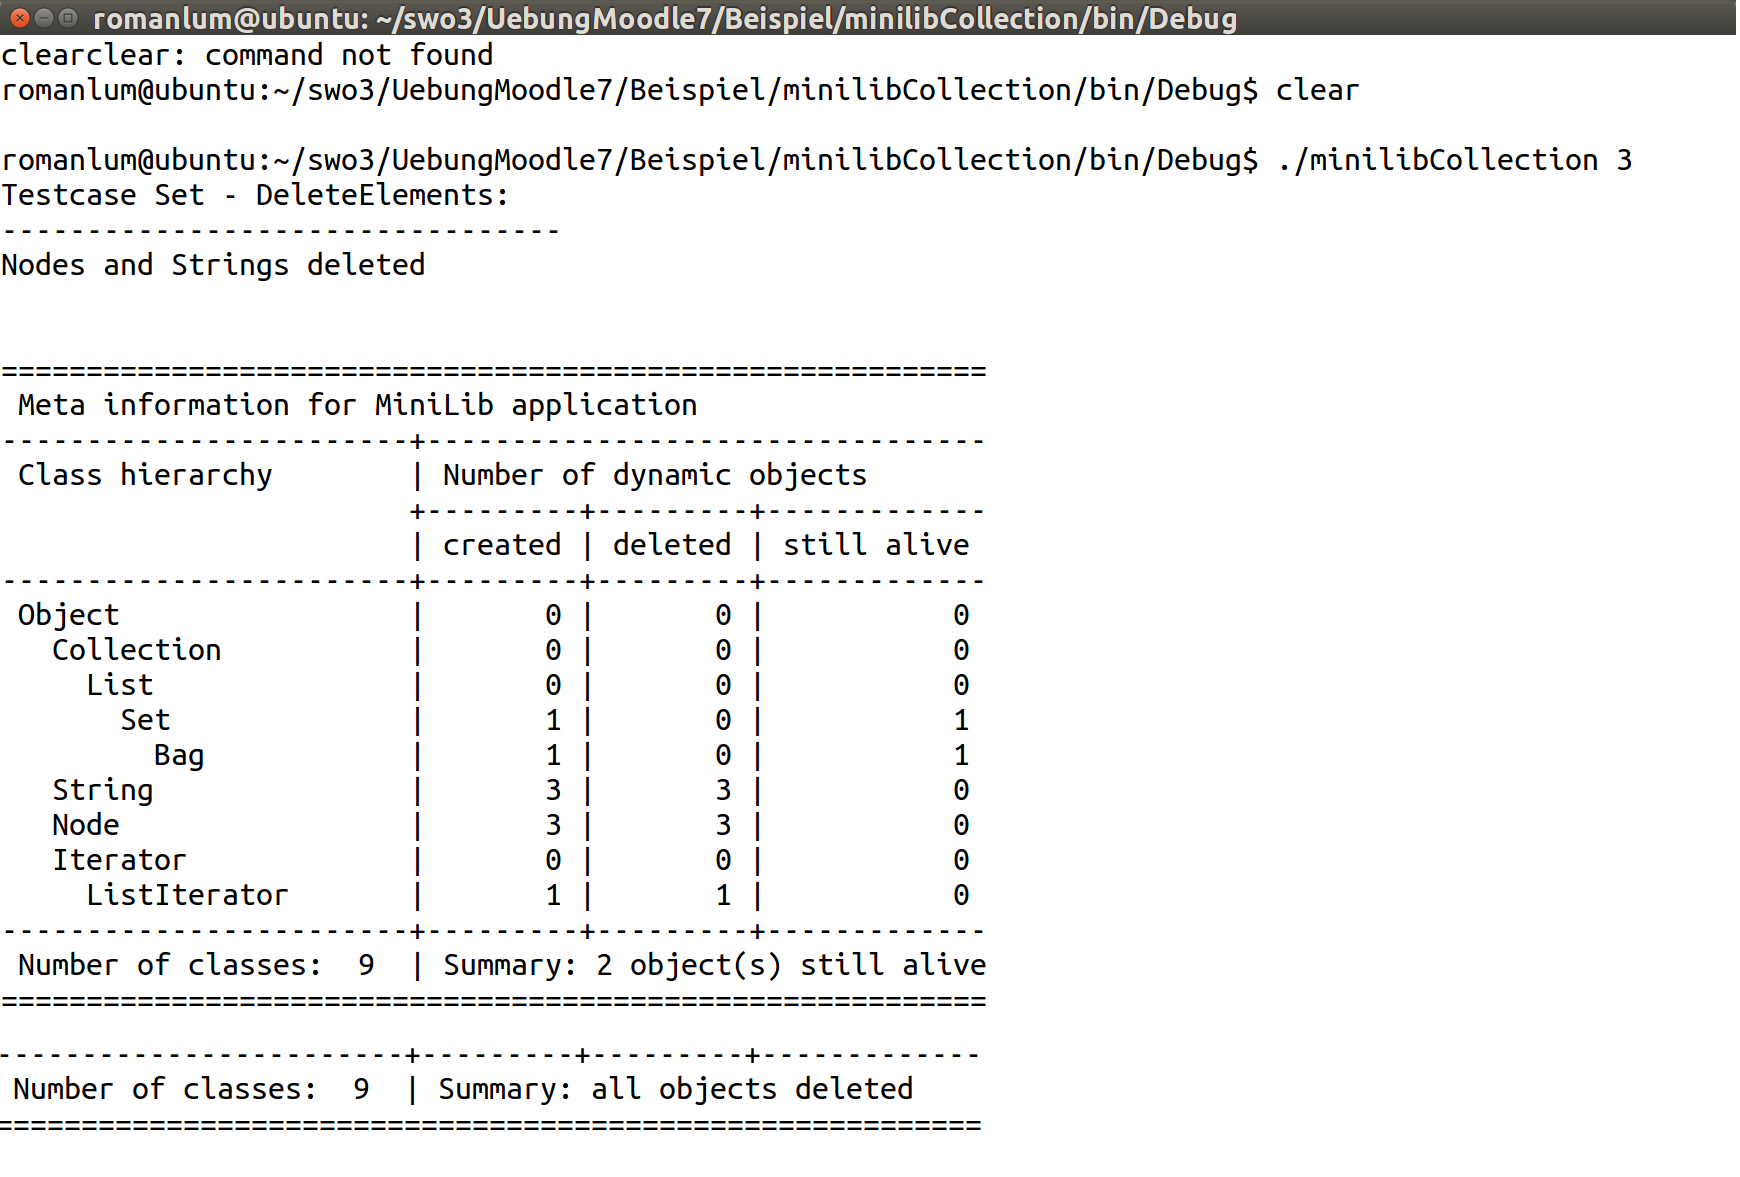 romanlum@ubuntu: ~/swo3/UebungMoodle7/Beispiel/minilibCollection/bin/Debug
clearclear: command not found
romanlum@ubuntu:~/swo3/UebungMoodle7/Beispiel/minilibCollection/bin/Debug$ clear
romanlum@ubuntu:~/swo3/UebungMoodle7/Beispiel/minilibCollection/bin/Debug$ ./minilibCollection 3
Testcase Set - DeleteElements:
---------------------------------
Nodes and Strings deleted
==========================================================
 Meta information for MiniLib application
------------------------+---------------------------------
 Class hierarchy        | Number of dynamic objects
                        +---------+---------+-------------
                        | created | deleted | still alive
------------------------+---------+---------+-------------
 Object                 |       0 |       0 |           0
   Collection           |       0 |       0 |           0
     List               |       0 |       0 |           0
       Set              |       1 |       0 |           1
         Bag            |       1 |       0 |           1
   String               |       3 |       3 |           0
   Node                 |       3 |       3 |           0
   Iterator             |       0 |       0 |           0
     ListIterator       |       1 |       1 |           0
------------------------+---------+---------+-------------
 Number of classes:  9  | Summary: 2 object(s) still alive
==========================================================
------------------------+---------+---------+-------------
 Number of classes:  9  | Summary: all objects deleted
==========================================================